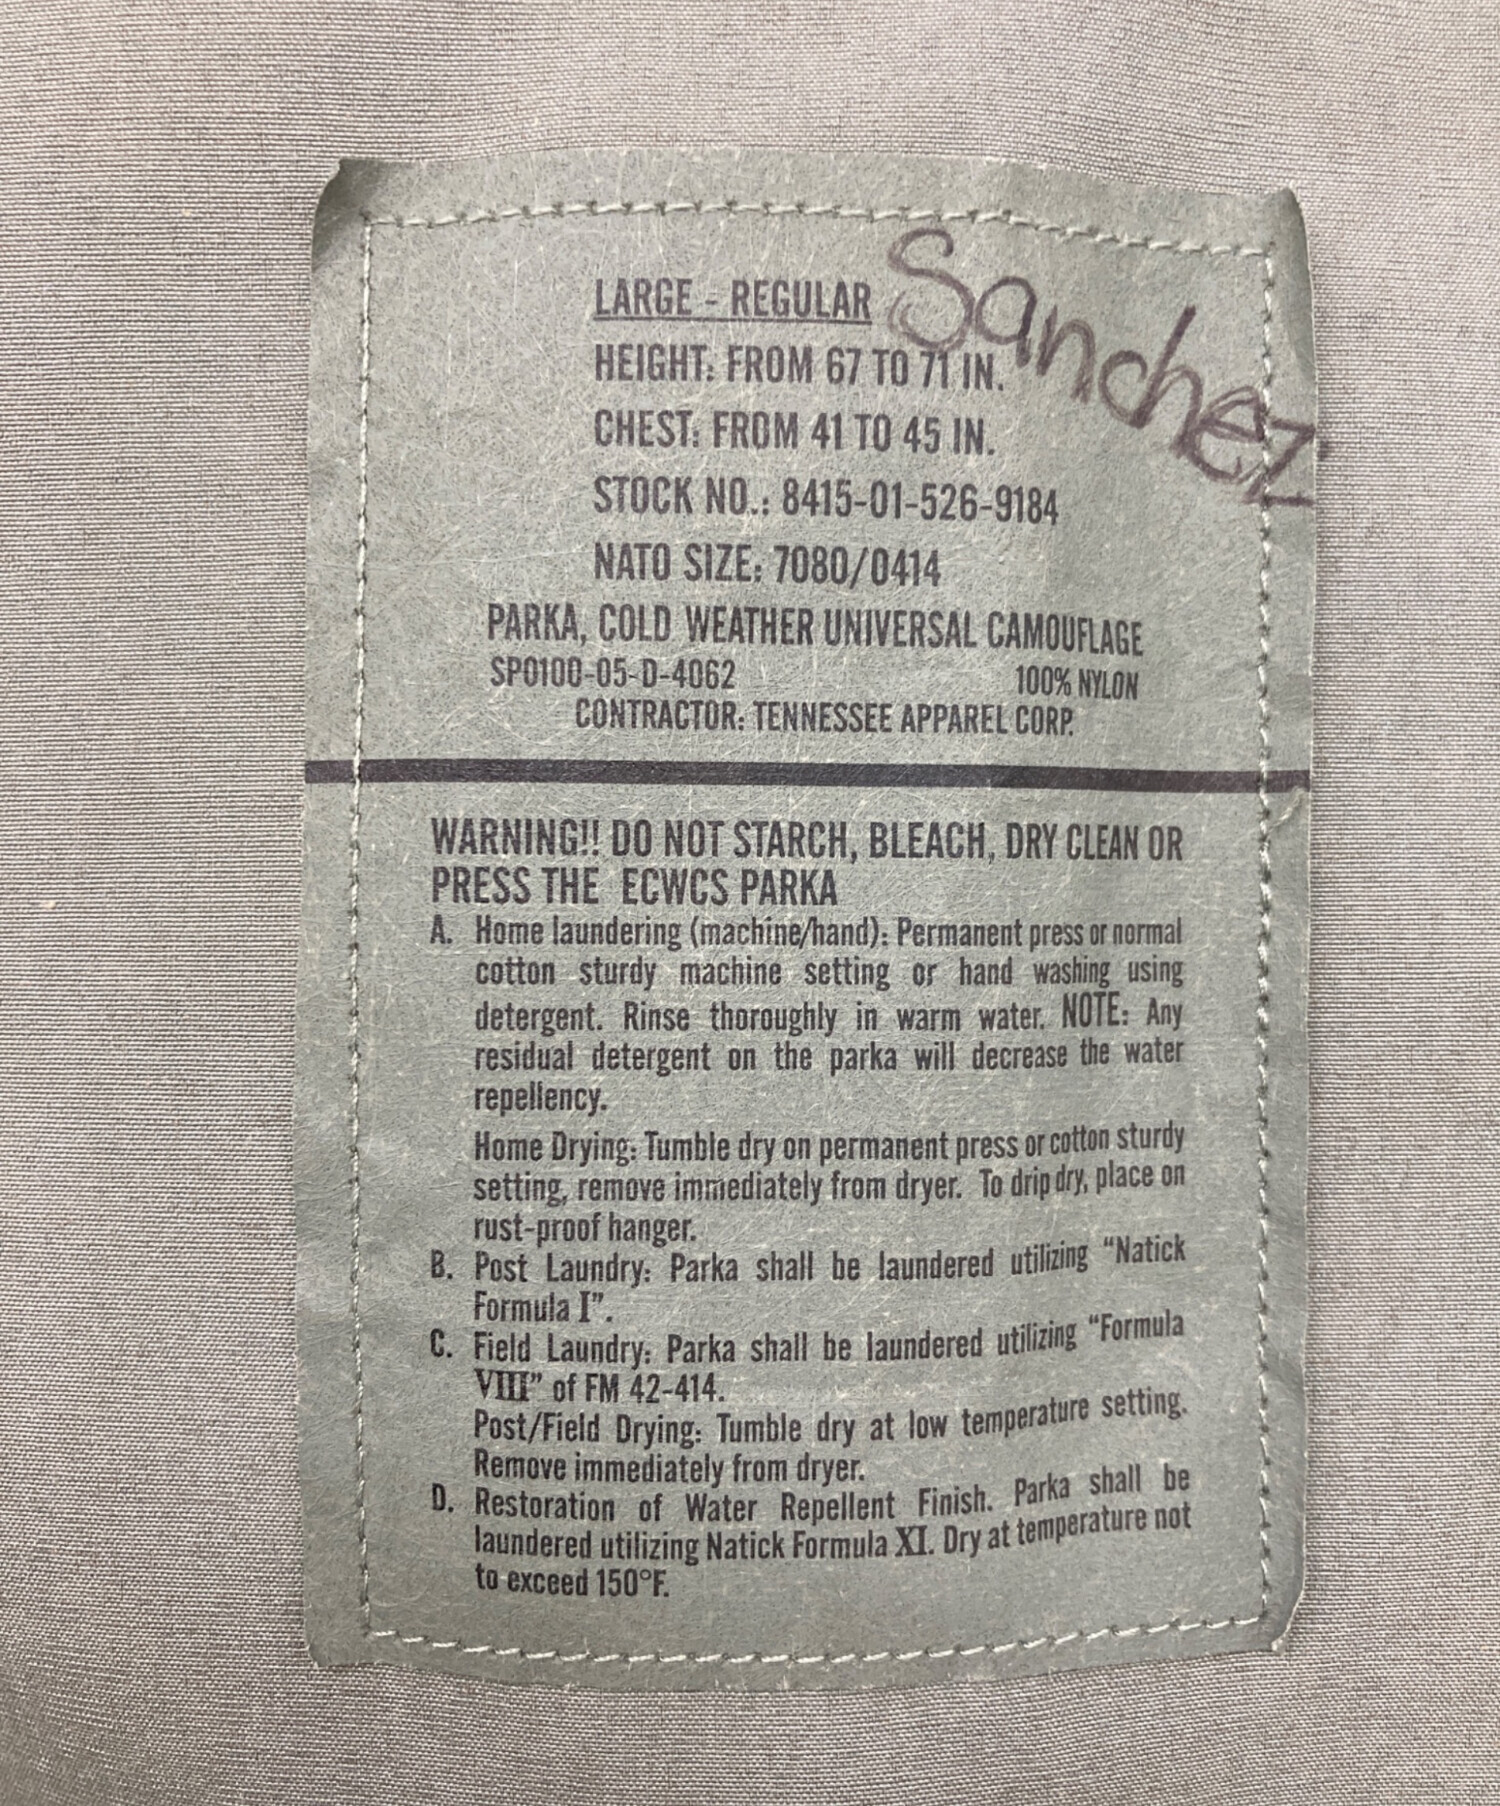 LARGE - REGULAR
Sanchez
HEIGHT: FROM 67 TO 71 IN.
CHEST: FROM 41 TO 45 IN.
STOCK NO.: 8415-01-526-9184
NATO SIZE: 7080/0414
PARKA, COLD WEATHER UNIVERSAL CAMOUFLAGE
SPO100-05-D-4062 100% NYLON
CONTRACTOR: TENNESSEE APPAREL CORP.
WARNING!! DO NOT STARCH, BLEACH, DRY CLEAN OR
PRESS THE ECWCS PARKA
A. Home laundering (machine/hand): Permanent press or normal
cotton sturdy machine setting or hand washing using
detergent. Rinse thoroughly in warm water. NOTE: Any
residual detergent on the parka will decrease the water
repellency.
Home Drying: Tumble dry on permanent press or cotton sturdy
setting, remove immediately from dryer. To drip dry, place on
rust-proof hanger.
B. Post Laundry: Parka shall be laundered utilizing “Natick
Formula I”.
C. Field Laundry: Parka shall be laundered utilizing “Formula
VIII” of FM 42-414.
Post/Field Drying: Tumble dry at low temperature setting.
Remove immediately from dryer.
D. Restoration of Water Repellent Finish. Parka shall be
laundered utilizing Natick Formula XI. Dry at temperature not
to exceed 150°F.